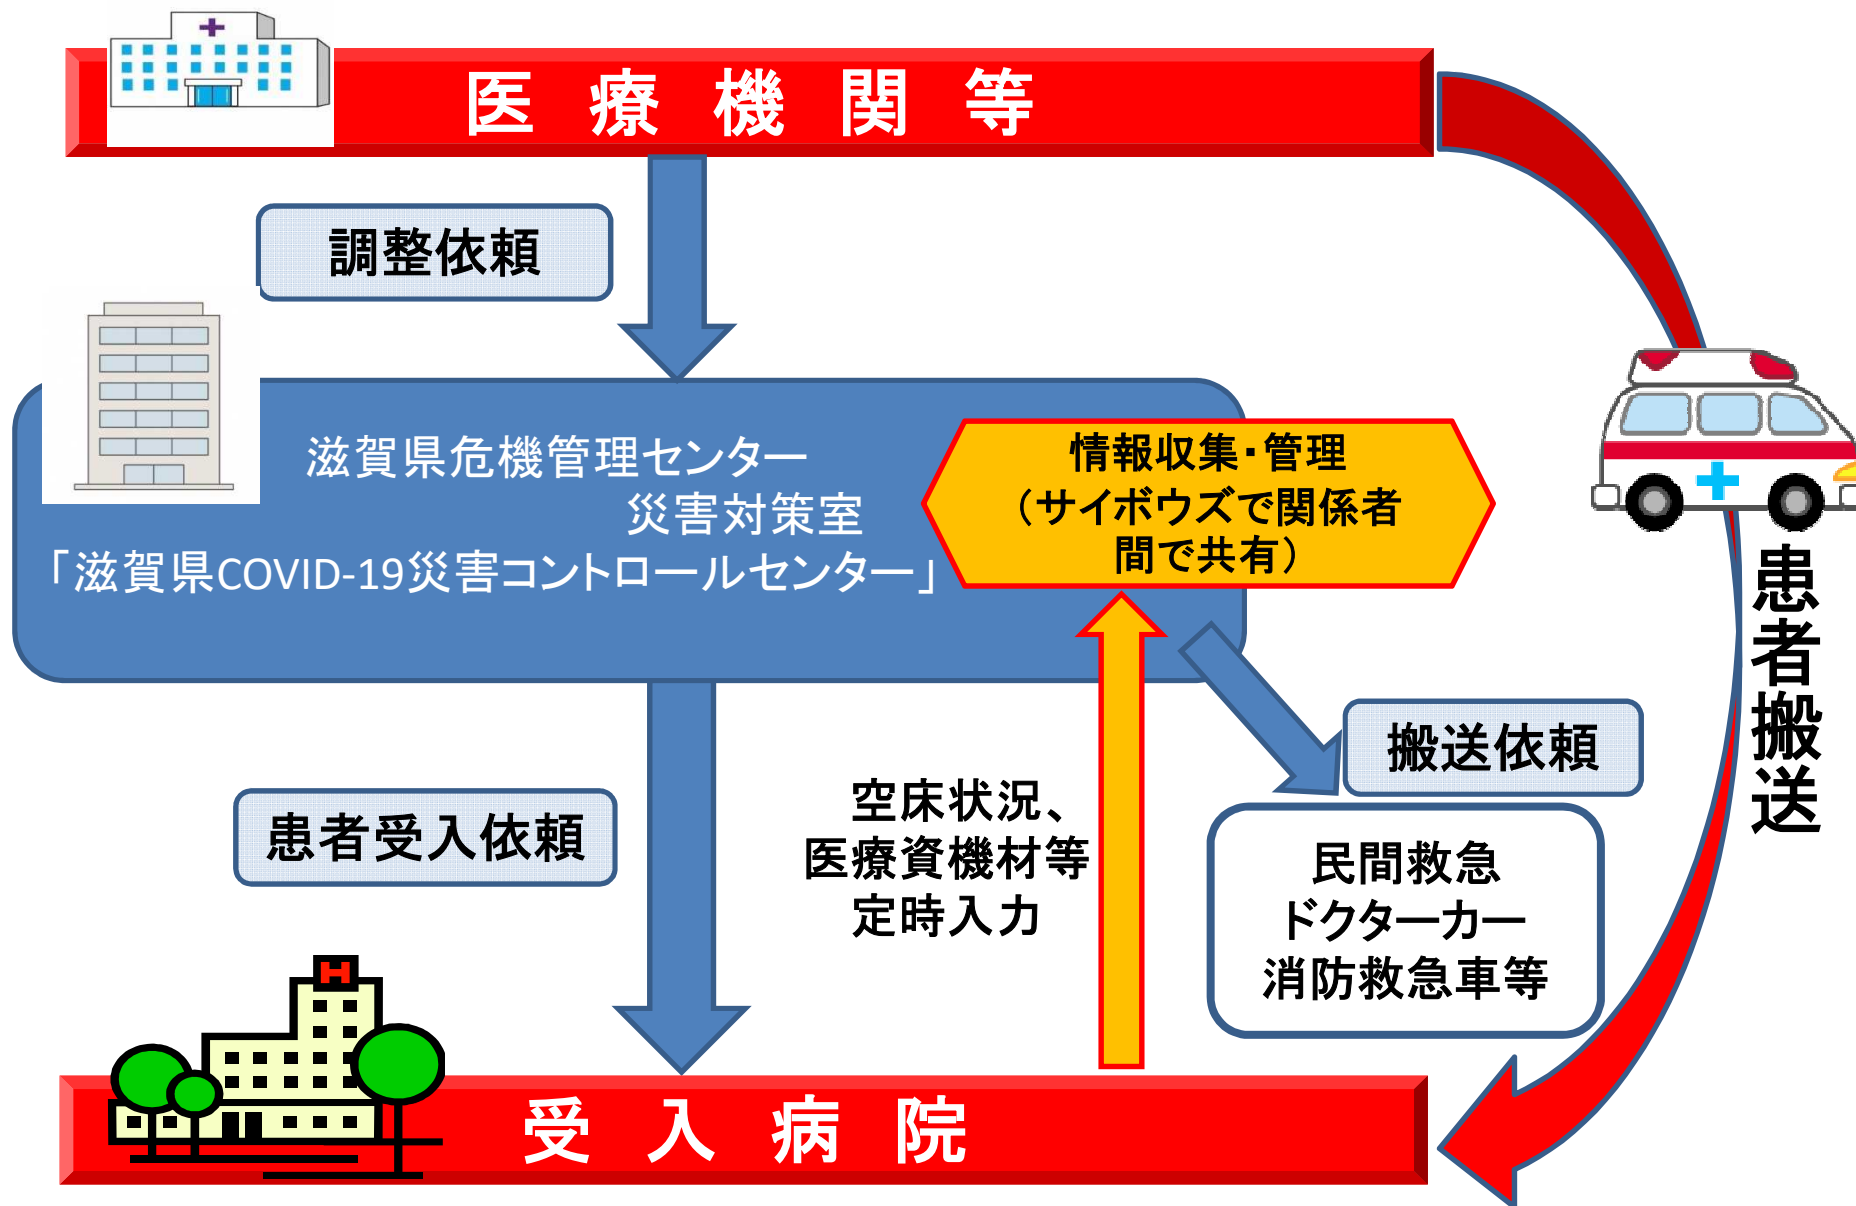 医療機関等
調整依頼
滋賀県危機管理センター
災害対策室
「滋賀県COVID-19災害コントロールセンター」
情報収集・管理
（サイボウズで関係者
間で共有）
搬送依頼
患者搬送
患者受入依頼
空床状況、
医療資機材等
定時入力
民間救急
ドクターカー
消防救急車等
H
受入病院